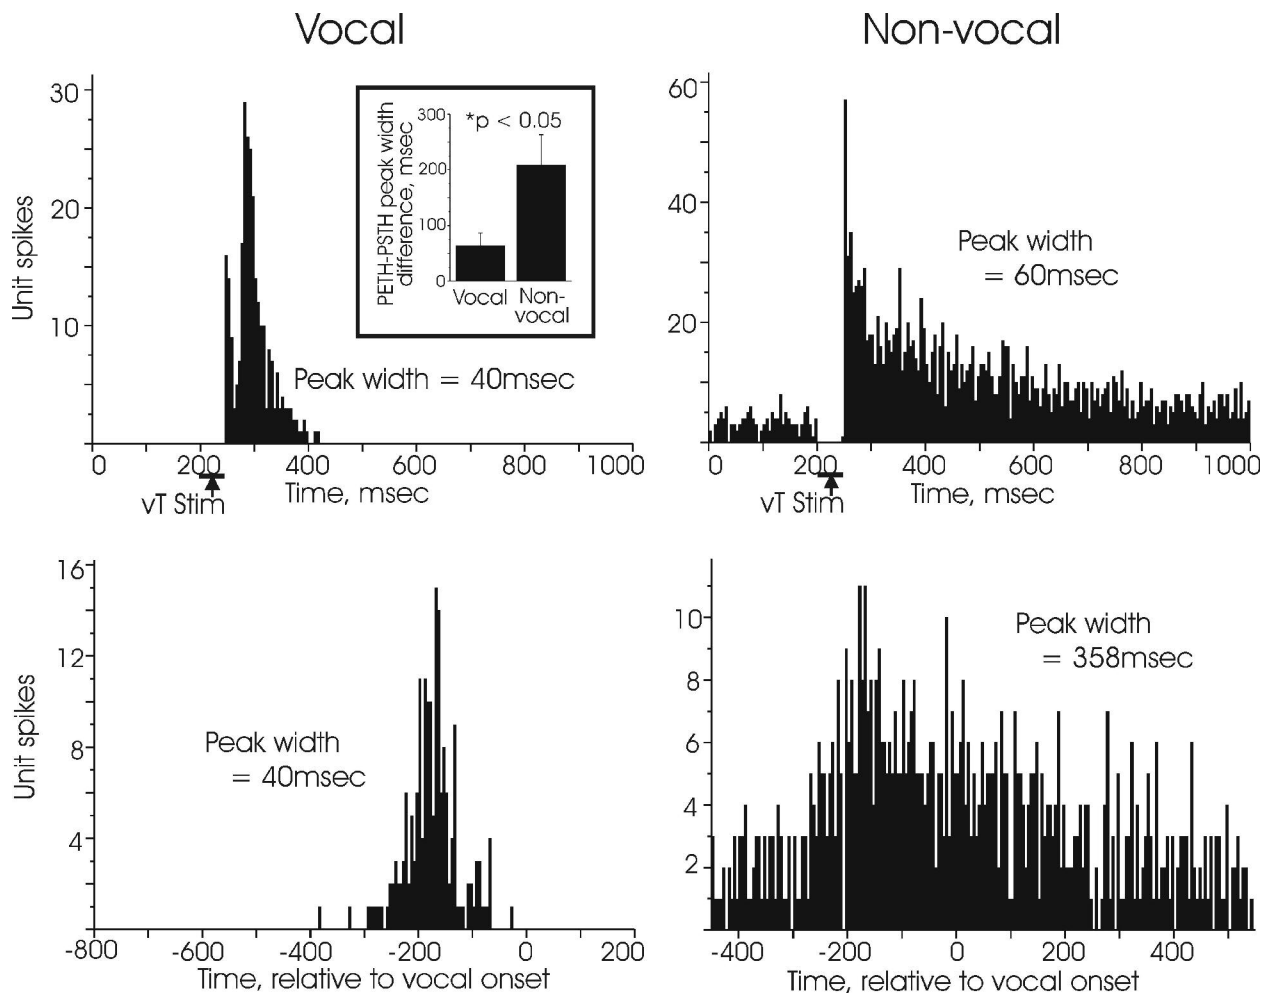 Vocal
Non-vocal
30
20
10
Unit spikes
0 200 400 600 800 1000
Time, msec
vT Stim
Peak width = 40msec
PETH-PSTH peak width
difference, msec
300
200
100
0
*p < 0.05
Vocal Non-
vocal
60
40
20
Peak width
= 60msec
0 200 400 600 800 1000
Time, msec
vT Stim
16
12
8
4
Unit spikes
Peak width
= 40msec
-800 -600 -400 -200 0 200
Time, relative to vocal onset
10
8
6
4
2
Peak width
= 358msec
-400 -200 0 200 400
Time, relative to vocal onset